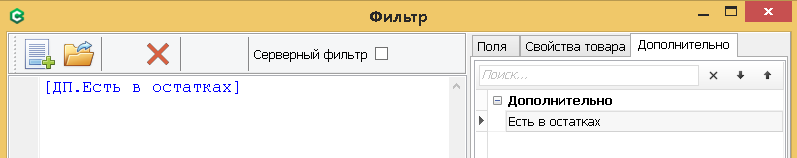 Фильтр
Серверный фильтр
Поля Свойства товара Дополнительно
[ДП.Есть в остатках]
Поиск...
Дополнительно
Есть в остатках